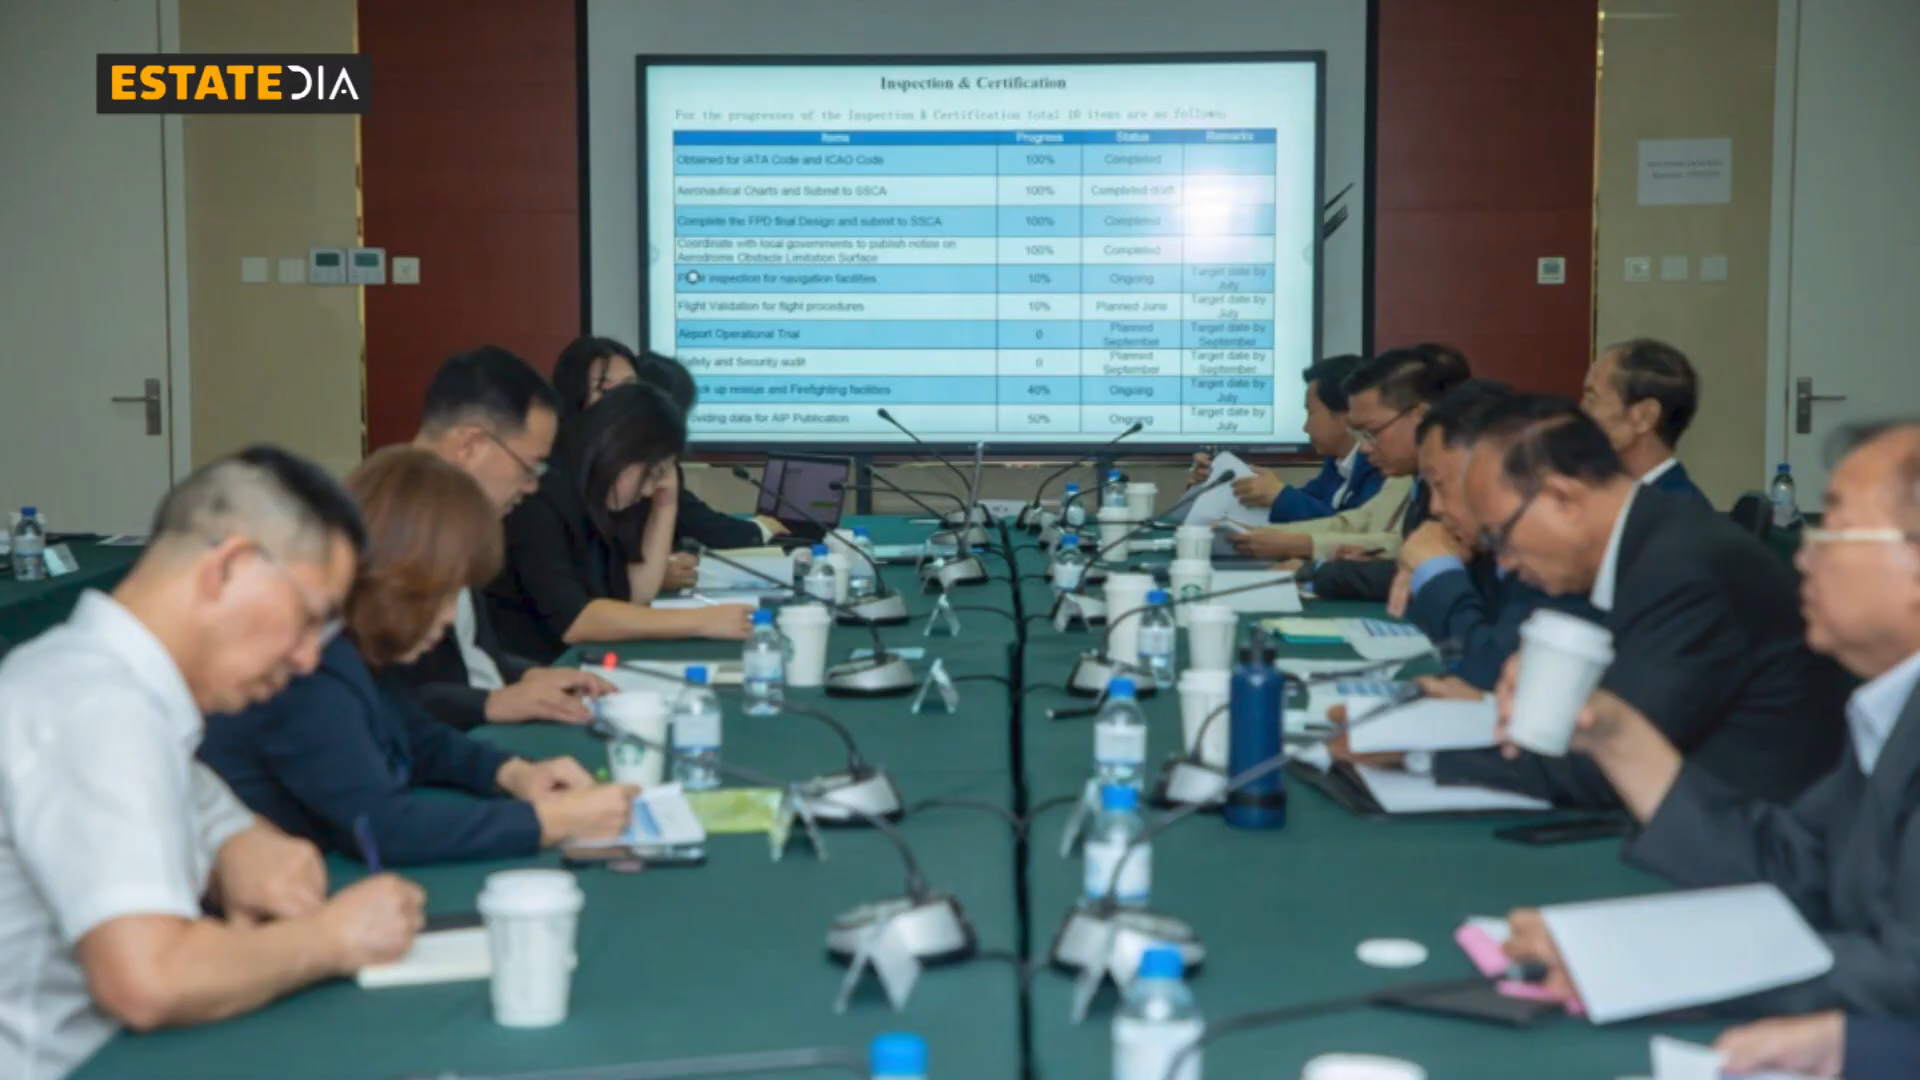 ESTATEDIA
Inspection & Certification
For the progresses of the Inspection & Certification total 10 items are as follows:
Items Progress Status Remarks
Obtained for IATA Code and ICAO Code 100% Completed
Aeronautical Charts and Submit to SSCA 100% Completed draft
Complete the FPD final Design and submit to SSCA 100% Completed
Coordinate with local governments to publish notice on
Aerodrome Obstacle Limitation Surface 100% Completed
inspection for navigation facilities 10% Ongoing Target date by
July
Flight Validation for flight procedures 10% Planned June Target date by
July
Airport Operational Trial 0 Planned
September Target date by
September
Safety and Security audit 0 Planned
September Target date by
September
up rescue and Firefighting facilities 40% Ongoing Target date by
July
Providing data for AIP Publication 50% Ongoing Target date by
July